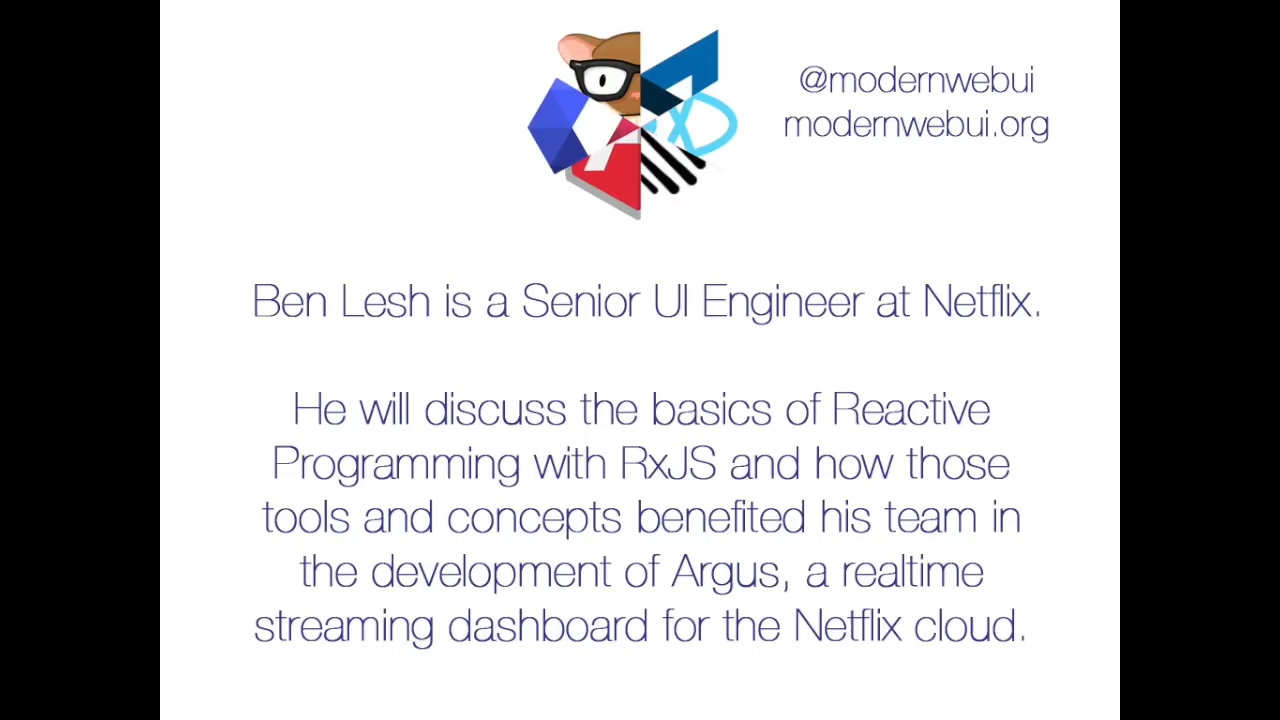 @modernwebui
modernwebui.org
Ben Lesh is a Senior UI Engineer at Netflix.
He will discuss the basics of Reactive
Programming with RxJS and how those
tools and concepts benefited his team in
the development of Argus, a realtime
streaming dashboard for the Netflix cloud.